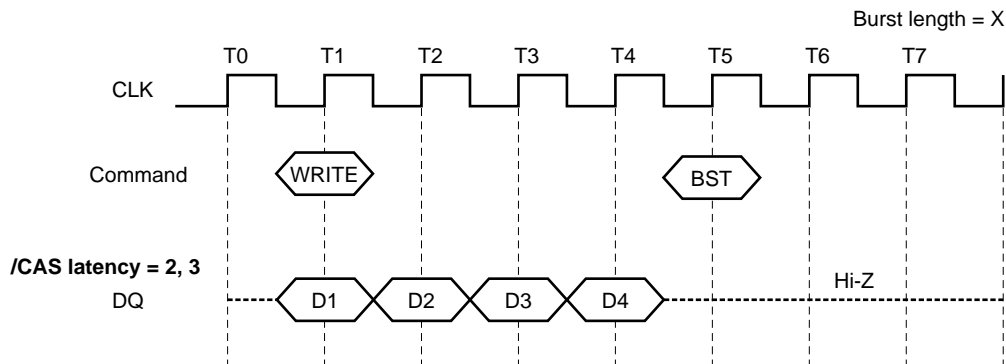 Burst length = X
T0 T1 T2 T3 T4 T5 T6 T7
CLK
Command WRITE BST
/CAS latency = 2, 3
DQ D1 D2 D3 D4 Hi-Z